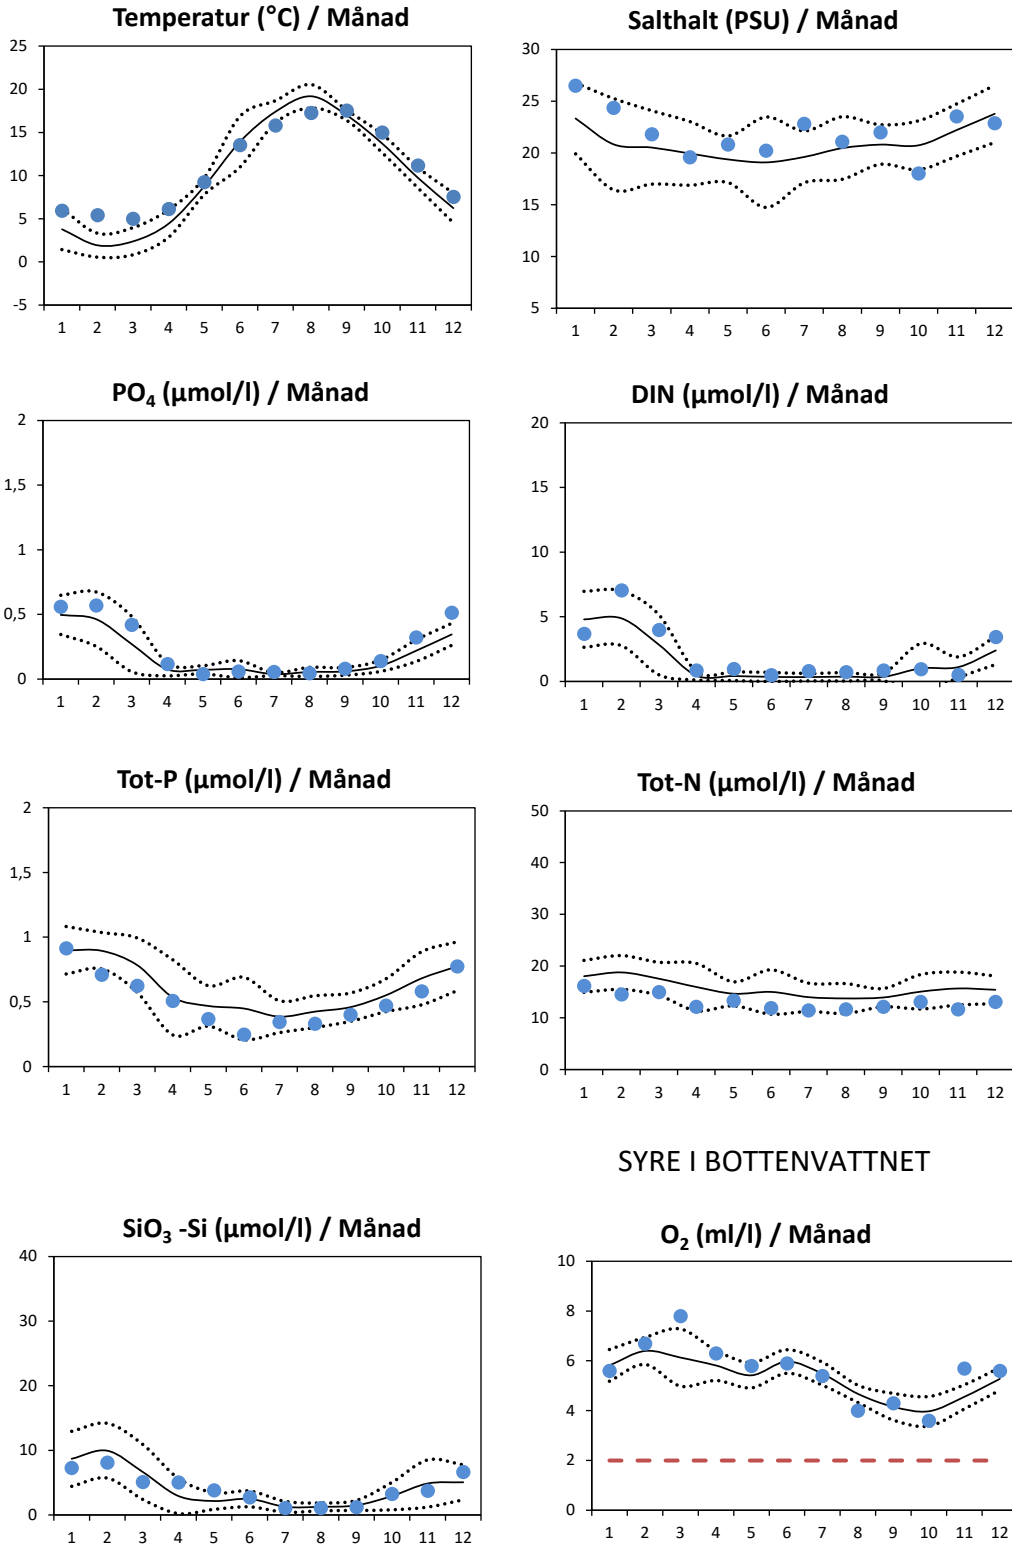 Temperatur (°C) / Månad
25
20
15
10
5
0
-5
1 2 3 4 5 6 7 8 9 10 11 12
Salthalt (PSU) / Månad
30
25
20
15
10
5
1 2 3 4 5 6 7 8 9 10 11 12
PO₄ (µmol/l) / Månad
2
1,5
1
0,5
0
1 2 3 4 5 6 7 8 9 10 11 12
DIN (µmol/l) / Månad
20
15
10
5
0
1 2 3 4 5 6 7 8 9 10 11 12
Tot-P (µmol/l) / Månad
2
1,5
1
0,5
0
1 2 3 4 5 6 7 8 9 10 11 12
Tot-N (µmol/l) / Månad
50
40
30
20
10
0
1 2 3 4 5 6 7 8 9 10 11 12
SiO₃ -Si (µmol/l) / Månad
40
30
20
10
0
1 2 3 4 5 6 7 8 9 10 11 12
SYRE I BOTTENVATTNET
O₂ (ml/l) / Månad
10
8
6
4
2
0
1 2 3 4 5 6 7 8 9 10 11 12